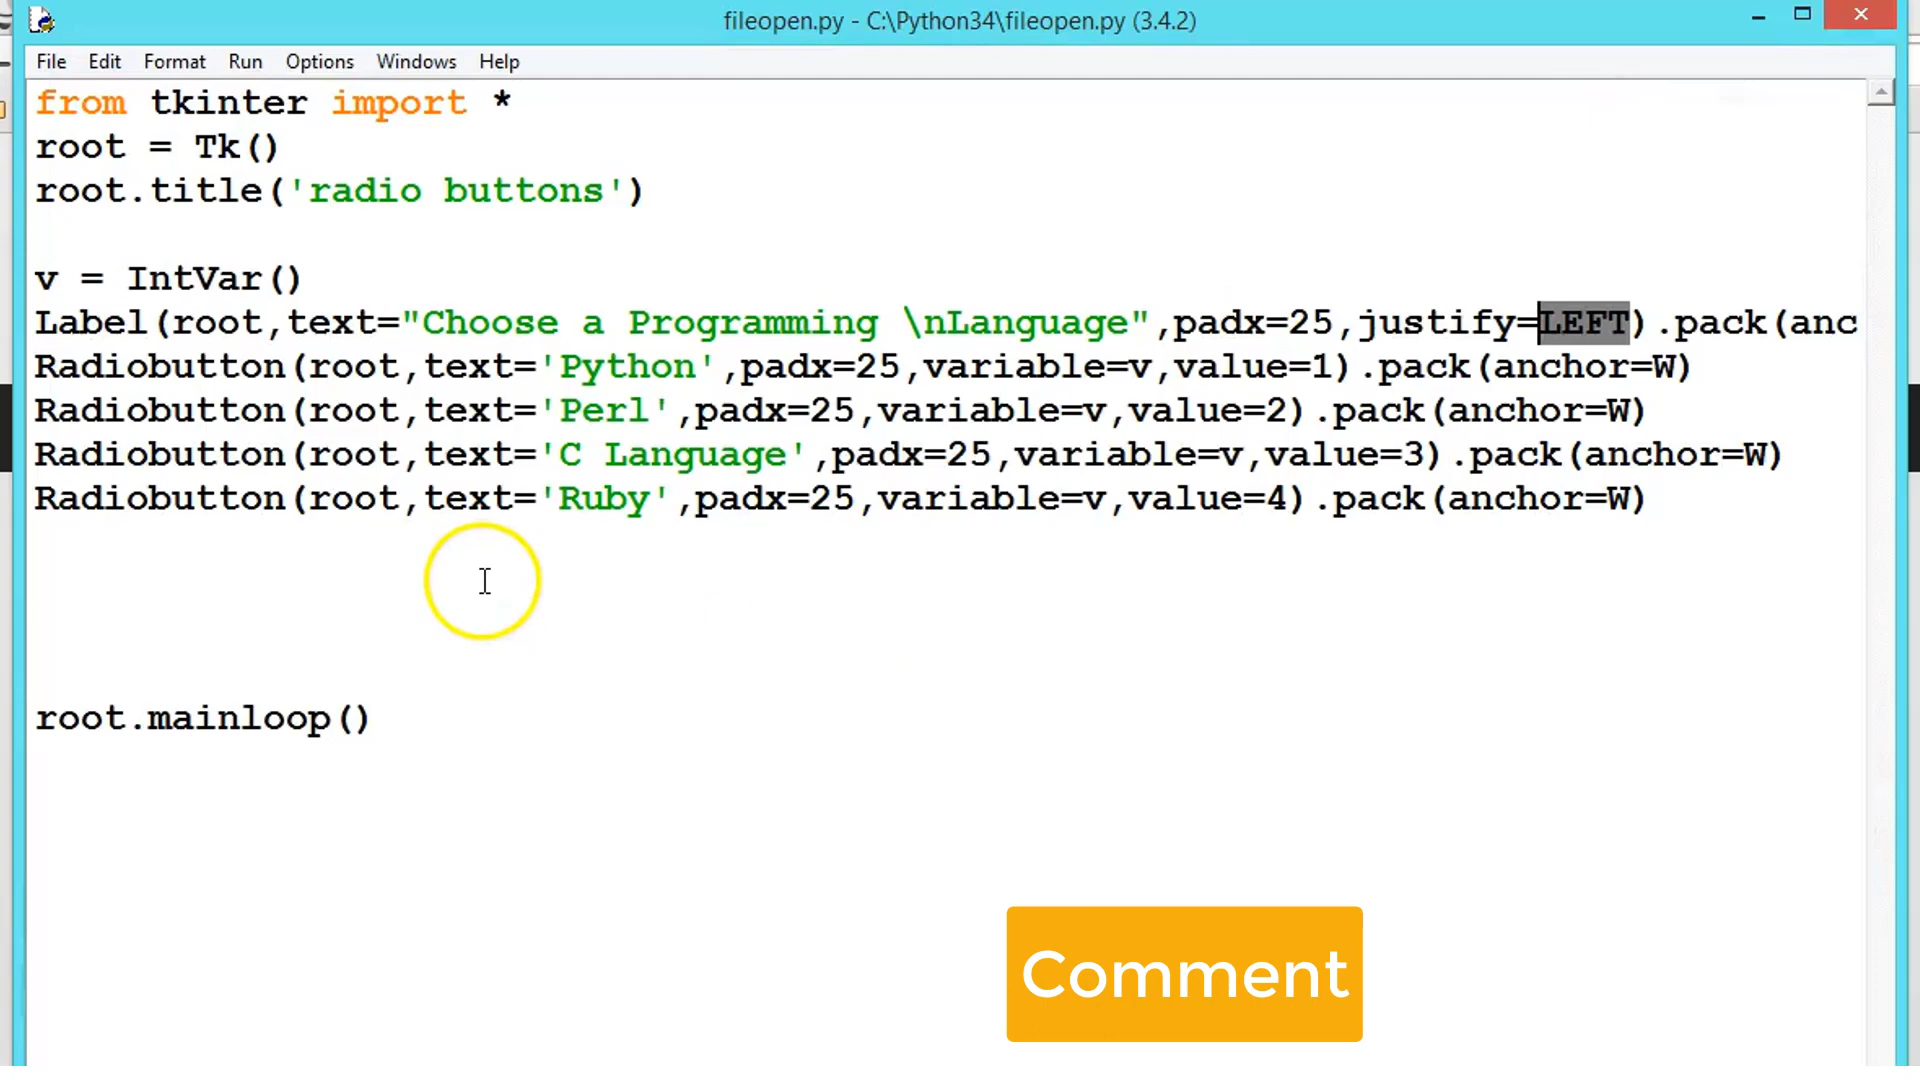 fileopen.py - C:\Python34\fileopen.py (3.4.2)
File Edit Format Run Options Windows Help
from tkinter import *
root = Tk()
root.title('radio buttons')
v = IntVar()
Label(root,text="Choose a Programming \nLanguage",padx=25,justify=LEFT).pack(anc
Radiobutton(root,text='Python',padx=25,variable=v,value=1).pack(anchor=W)
Radiobutton(root,text='Perl',padx=25,variable=v,value=2).pack(anchor=W)
Radiobutton(root,text='C Language',padx=25,variable=v,value=3).pack(anchor=W)
Radiobutton(root,text='Ruby',padx=25,variable=v,value=4).pack(anchor=W)
root.mainloop()
Comment